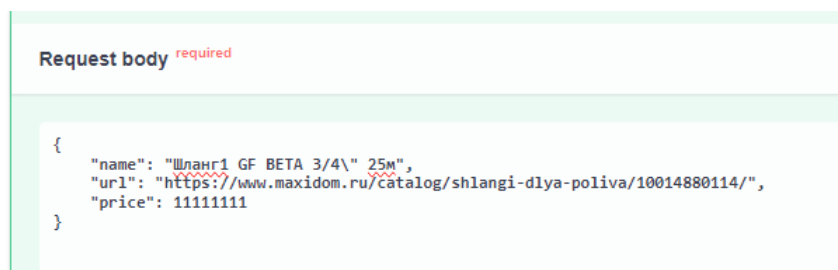 Request body required
{
"name": "Шланг1 GF BETA 3/4\" 25м",
"url": "https://www.maxidom.ru/catalog/shlangi-dlya-poliva/10014880114/",
"price": 11111111
}